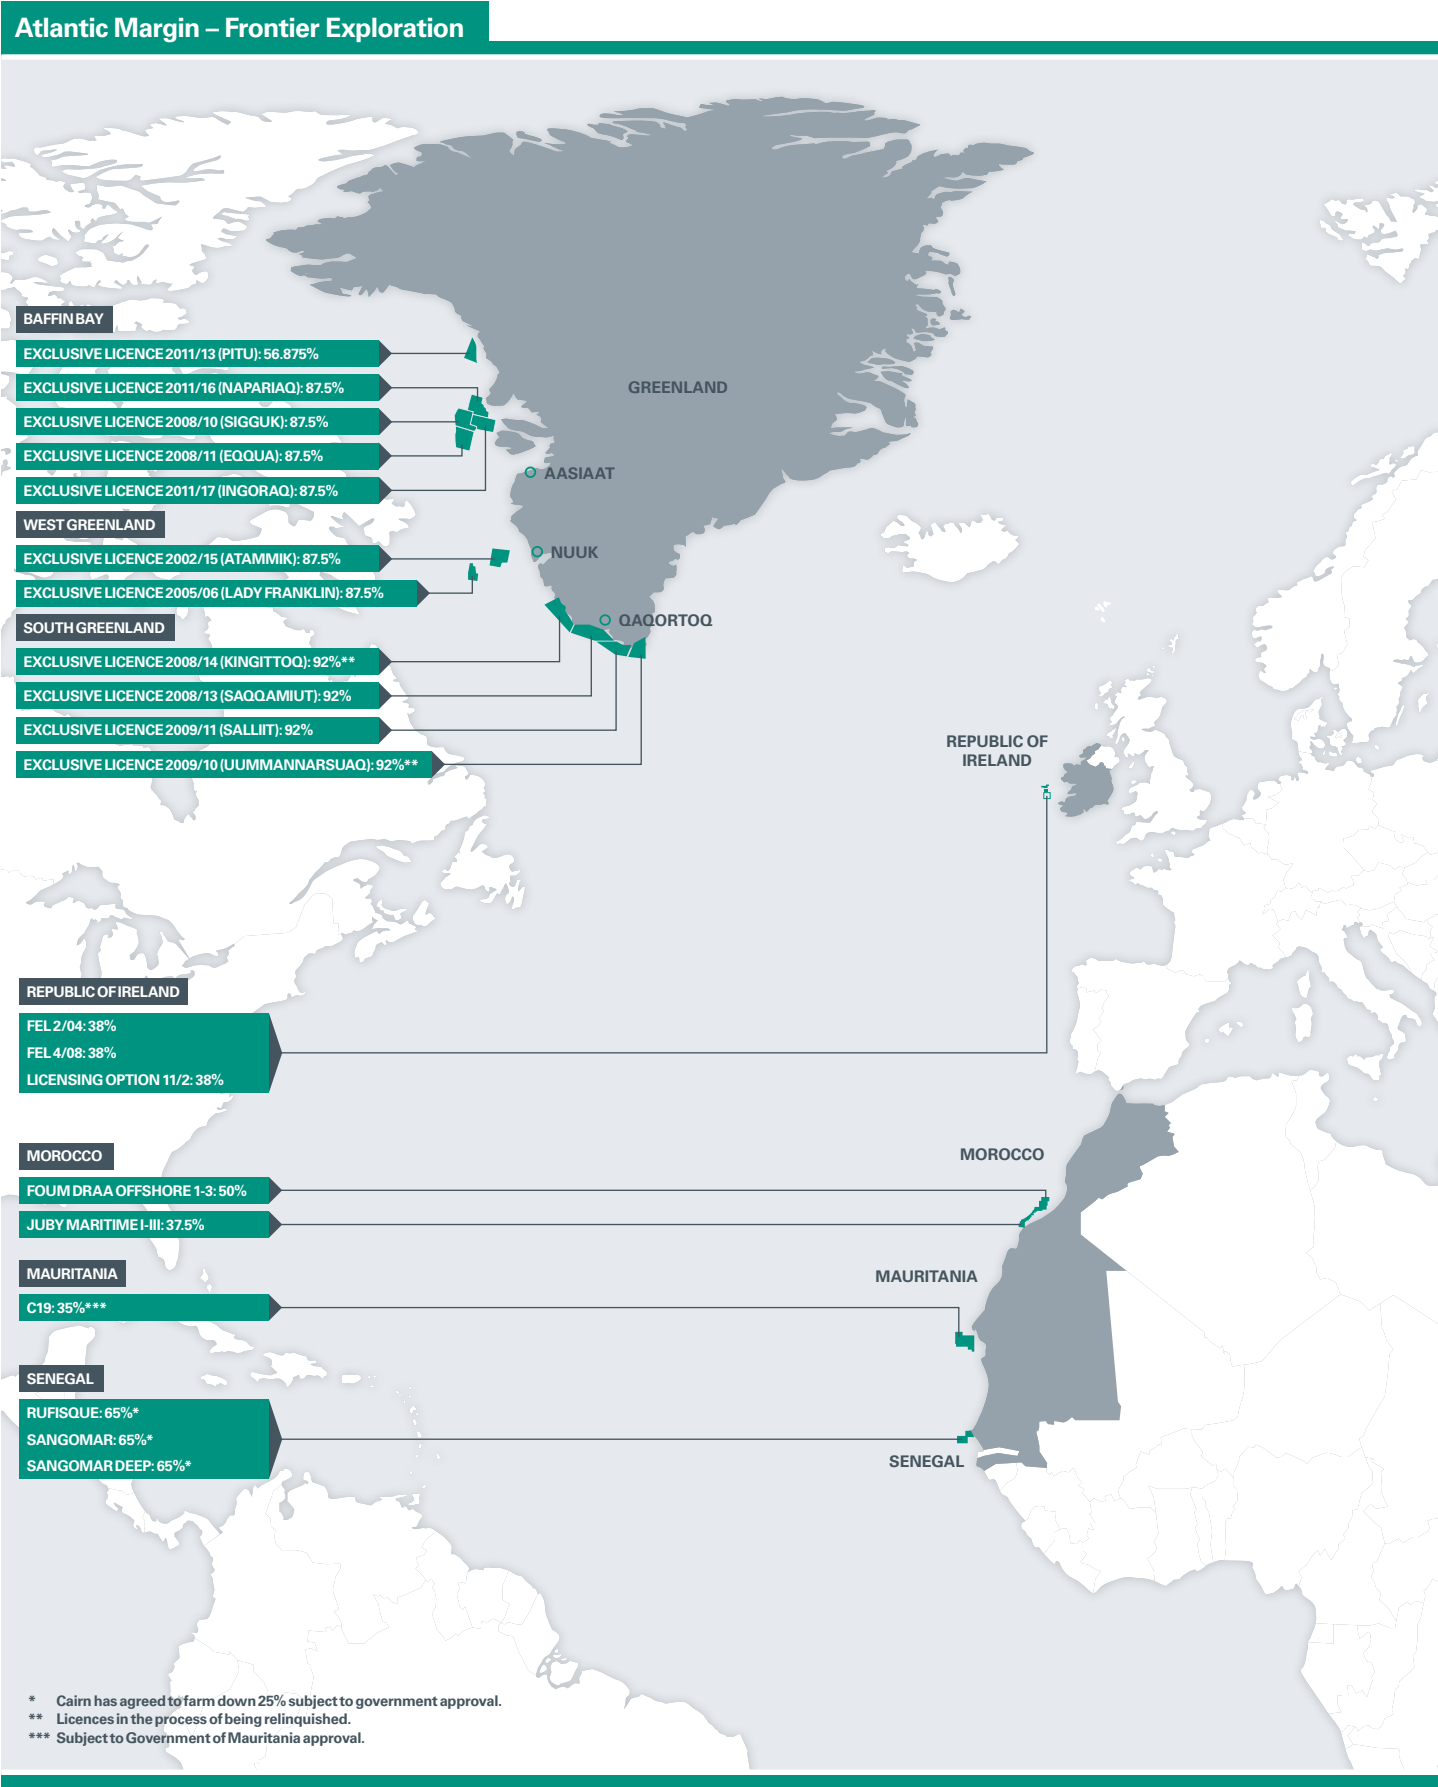 Atlantic Margin – Frontier Exploration
BAFFIN BAY
EXCLUSIVE LICENCE 2011/13 (PITU): 56.875%
EXCLUSIVE LICENCE 2011/16 (NAPARIAQ): 87.5%
EXCLUSIVE LICENCE 2008/10 (SIGGUK): 87.5%
EXCLUSIVE LICENCE 2008/11 (EQQUA): 87.5%
EXCLUSIVE LICENCE 2011/17 (INGORAQ): 87.5%
WEST GREENLAND
EXCLUSIVE LICENCE 2002/15 (ATAMMIK): 87.5%
EXCLUSIVE LICENCE 2005/06 (LADY FRANKLIN): 87.5%
SOUTH GREENLAND
EXCLUSIVE LICENCE 2008/14 (KINGITTOQ): 92%**
EXCLUSIVE LICENCE 2008/13 (SAQQAMIUT): 92%
EXCLUSIVE LICENCE 2009/11 (SALLIIT): 92%
EXCLUSIVE LICENCE 2009/10 (UUMMANNARSUAQ): 92%**
GREENLAND
AASIAAT
NUUK
QAQORTOQ
REPUBLIC OF
IRELAND
REPUBLIC OF IRELAND
FEL 2/04: 38%
FEL 4/08: 38%
LICENSING OPTION 11/2: 38%
MOROCCO
MOROCCO
FOUM DRAA OFFSHORE 1-3: 50%
JUBY MARITIME I-III: 37.5%
MAURITANIA
MAURITANIA
C19: 35%***
SENEGAL
RUFISQUE: 65%*
SANGOMAR: 65%*
SANGOMAR DEEP: 65%*
SENEGAL
* Cairn has agreed to farm down 25% subject to government approval.
** Licences in the process of being relinquished.
*** Subject to Government of Mauritania approval.